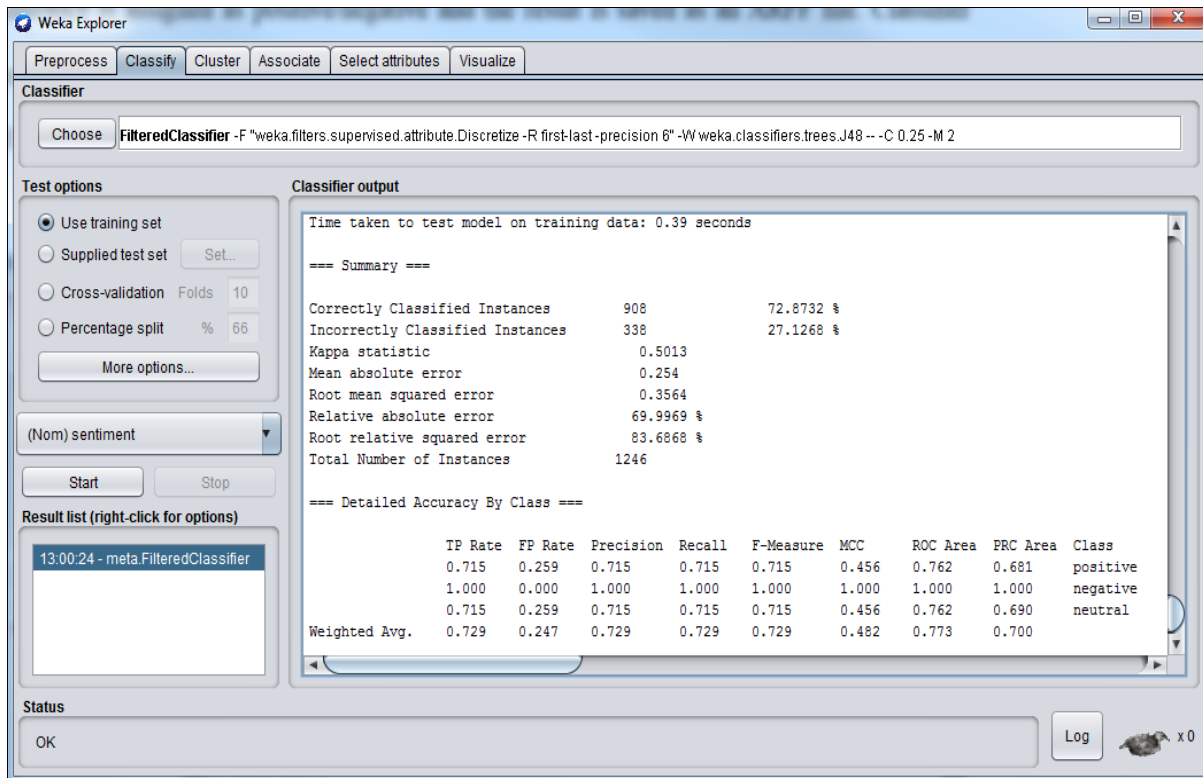 Weka Explorer
Preprocess Classify Cluster Associate Select attributes Visualize
Classifier
Choose FilteredClassifier -F "weka.filters.supervised.attribute.Discretize -R first-last -precision 6" -W weka.classifiers.trees.J48 -- -C 0.25 -M 2
Test options
Use training set
Supplied test set Set...
Cross-validation Folds 10
Percentage split % 66
More options...
(Nom) sentiment
Start Stop
Result list (right-click for options)
13:00:24 - meta.FilteredClassifier
Classifier output
Time taken to test model on training data: 0.39 seconds
=== Summary ===
Correctly Classified Instances 908 72.8732 %
Incorrectly Classified Instances 338 27.1268 %
Kappa statistic 0.5013
Mean absolute error 0.254
Root mean squared error 0.3564
Relative absolute error 69.9969 %
Root relative squared error 83.6868 %
Total Number of Instances 1246
=== Detailed Accuracy By Class ===
TP Rate FP Rate Precision Recall F-Measure MCC ROC Area PRC Area Class
0.715 0.259 0.715 0.715 0.715 0.456 0.762 0.681 positive
1.000 0.000 1.000 1.000 1.000 1.000 1.000 1.000 negative
0.715 0.259 0.715 0.715 0.715 0.456 0.762 0.690 neutral
Weighted Avg. 0.729 0.247 0.729 0.729 0.729 0.482 0.773 0.700
Status
OK
Log x 0